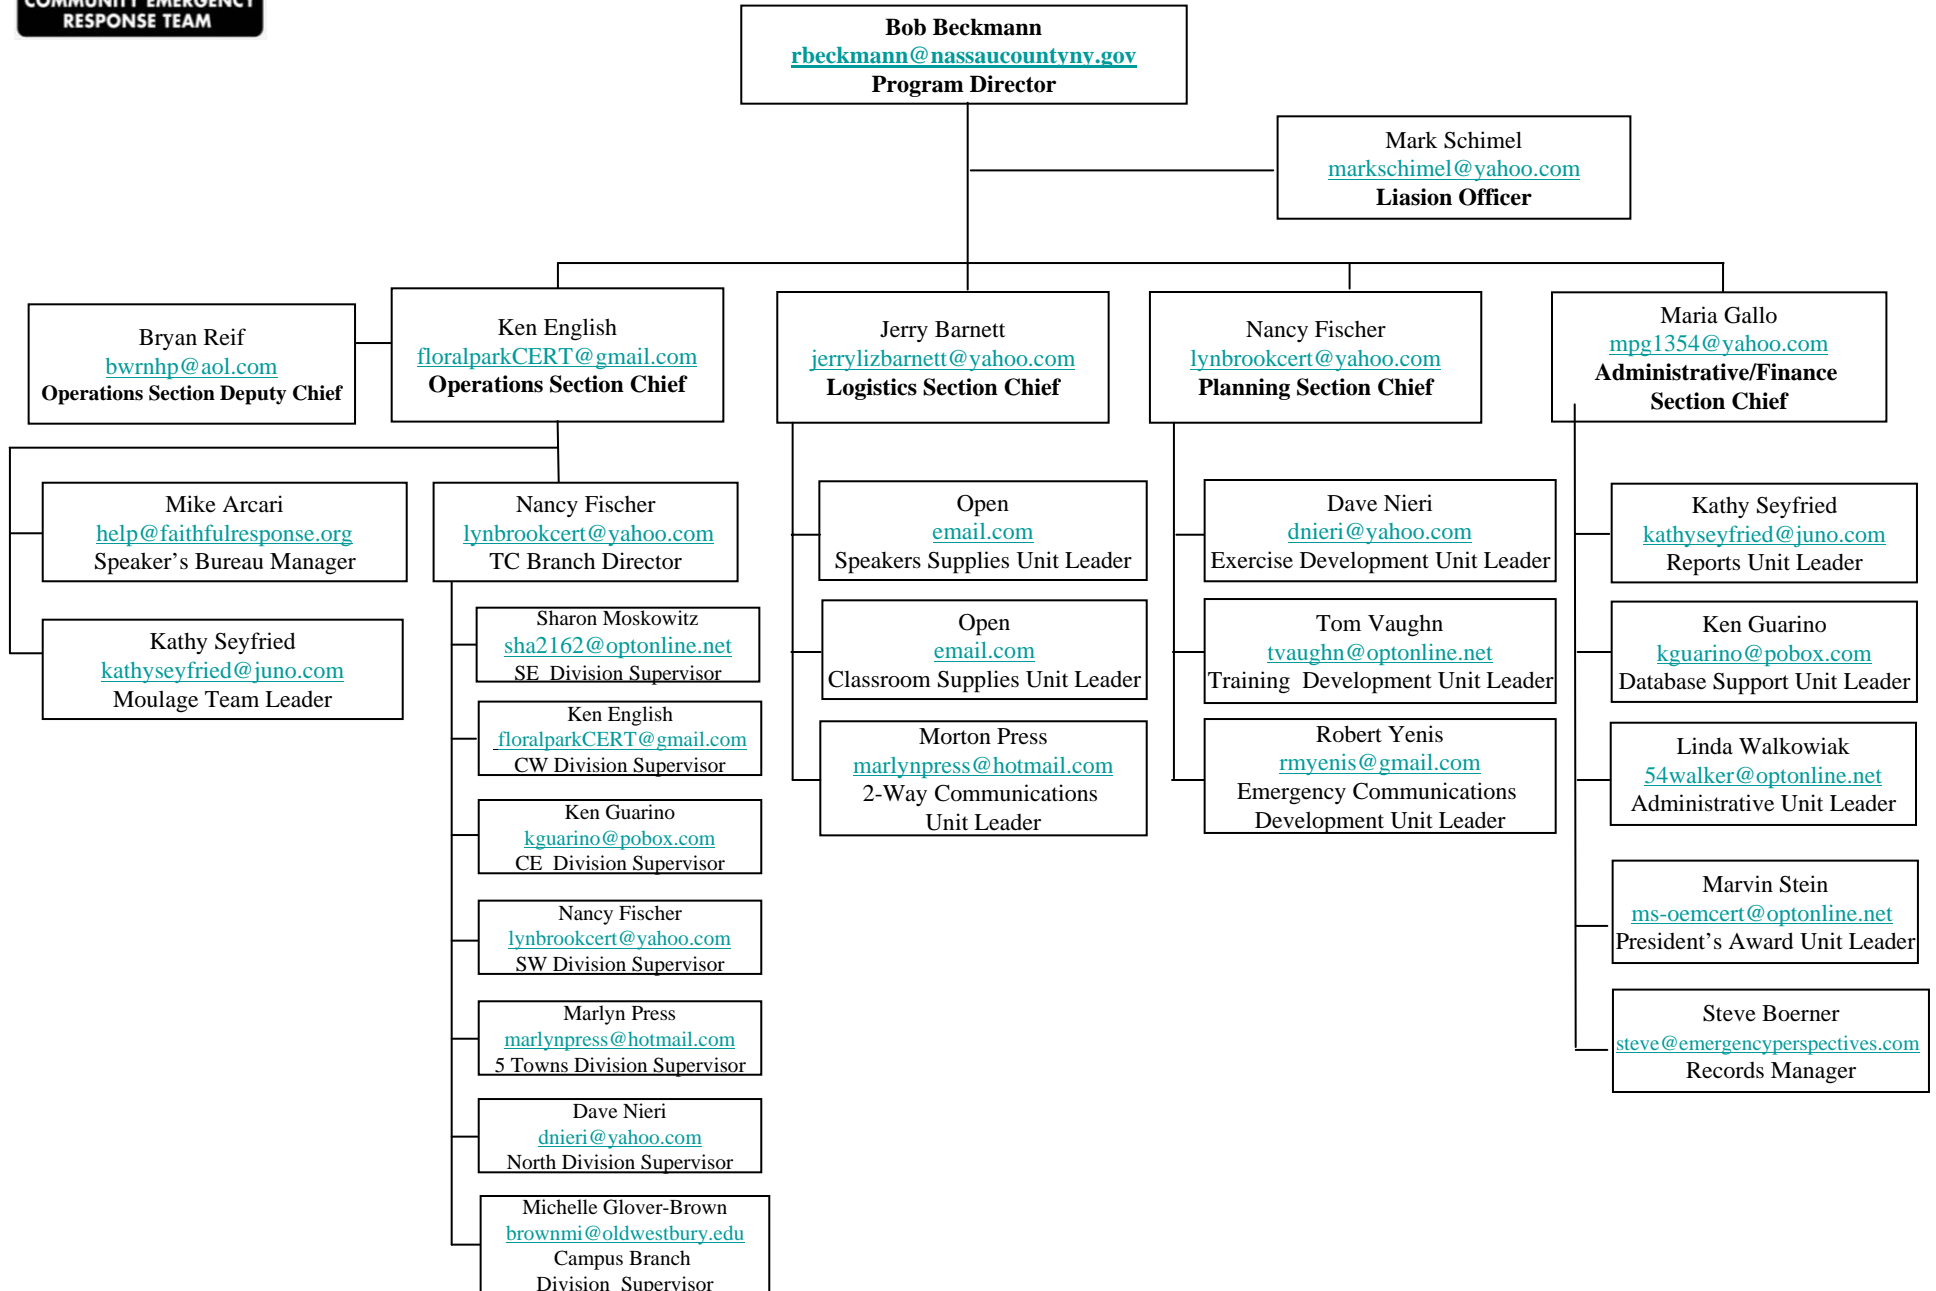 COMMUNITY EMERGENCY
RESPONSE TEAM
Bob Beckmann
rbeckmann@nassaucountyny.gov
Program Director
Mark Schimel
markschimel@yahoo.com
Liasion Officer
Bryan Reif
bwrnhp@aol.com
Operations Section Deputy Chief
Ken English
floralparkCERT@gmail.com
Operations Section Chief
Jerry Barnett
jerrylizbarnett@yahoo.com
Logistics Section Chief
Nancy Fischer
lynbrookcert@yahoo.com
Planning Section Chief
Maria Gallo
mpg1354@yahoo.com
Administrative/Finance
Section Chief
Mike Arcari
help@faithfulresponse.org
Speaker’s Bureau Manager
Kathy Seyfried
kathyseyfried@juno.com
Moulage Team Leader
Nancy Fischer
lynbrookcert@yahoo.com
TC Branch Director
Sharon Moskowitz
sha2162@optonline.net
SE Division Supervisor
Ken English
floralparkCERT@gmail.com
CW Division Supervisor
Ken Guarino
kguarino@pobox.com
CE Division Supervisor
Nancy Fischer
lynbrookcert@yahoo.com
SW Division Supervisor
Marlyn Press
marlynpress@hotmail.com
5 Towns Division Supervisor
Dave Nieri
dnieri@yahoo.com
North Division Supervisor
Michelle Glover-Brown
brownmi@oldwestbury.edu
Campus Branch
Division Supervisor
Open
email.com
Speakers Supplies Unit Leader
Open
email.com
Classroom Supplies Unit Leader
Morton Press
marlynpress@hotmail.com
2-Way Communications
Unit Leader
Dave Nieri
dnieri@yahoo.com
Exercise Development Unit Leader
Tom Vaughn
tvaughn@optonline.net
Training Development Unit Leader
Robert Yenis
rmyenis@gmail.com
Emergency Communications
Development Unit Leader
Kathy Seyfried
kathyseyfried@juno.com
Reports Unit Leader
Ken Guarino
kguarino@pobox.com
Database Support Unit Leader
Linda Walkowiak
54walker@optonline.net
Administrative Unit Leader
Marvin Stein
ms-oemcert@optonline.net
President’s Award Unit Leader
Steve Boerner
steve@emergencyperspectives.com
Records Manager